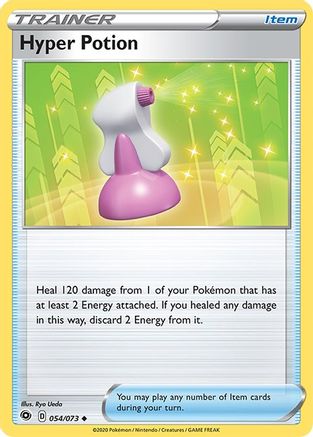 TRAINER Item
Hyper Potion
Heal 120 damage from 1 of your Pokémon that has
at least 2 Energy attached. If you healed any damage
in this way, discard 2 Energy from it.
Illus. Ryo Ueda
D 054/073 ◆
You may play any number of Item cards
during your turn.
©2020 Pokémon / Nintendo / Creatures / GAME FREAK